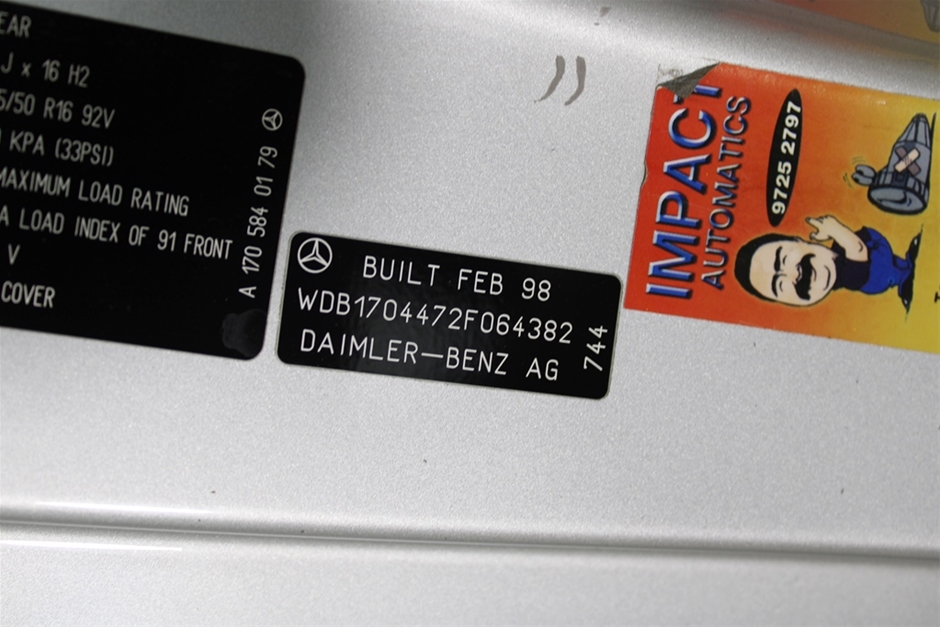 EAR
J x 16 H2
5/50 R16 92V
KPA (33PSI)
MAXIMUM LOAD RATING
A LOAD INDEX OF 91 FRONT
V
COVER
A 170 584 01 79
BUILT FEB 98
WDB1704472F064382
DAIMLER-BENZ AG
744
IMPACT
AUTOMATICS
9725 2797